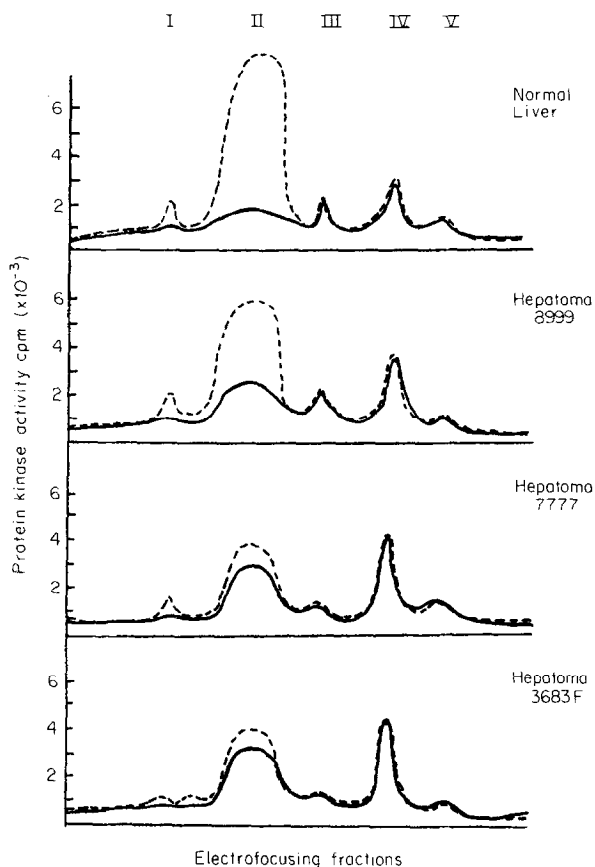 I II III IV V
Normal
Liver
6
4
2
Hepatoma
8999
6
4
2
Hepatoma
7777
6
4
2
Hepatoma
3683F
6
4
2
Protein kinase activity cpm (x10⁻³)
Electrofocusing fractions